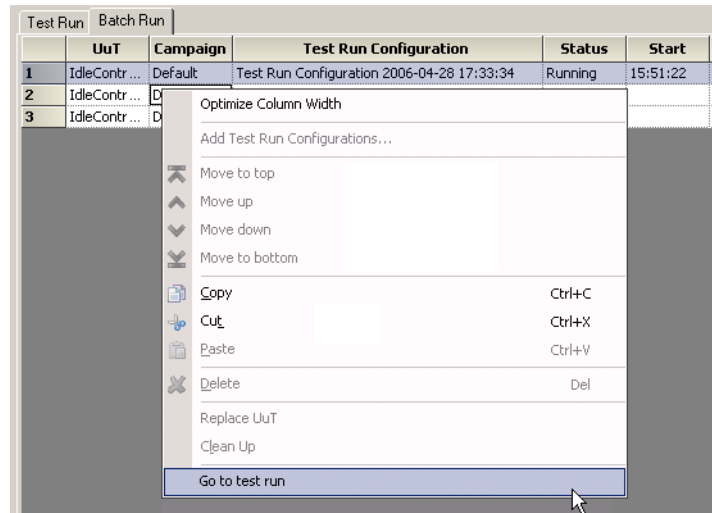 Test Run Batch Run
UuT Campaign Test Run Configuration Status Start
1 IdleContr ... Default Test Run Configuration 2006-04-28 17:33:34 Running 15:51:22
2 IdleContr ... D
3 IdleContr ... D
Optimize Column Width
Add Test Run Configurations...
Move to top
Move up
Move down
Move to bottom
Copy Ctrl+C
Cut Ctrl+X
Paste Ctrl+V
Delete Del
Replace UuT
Clean Up
Go to test run